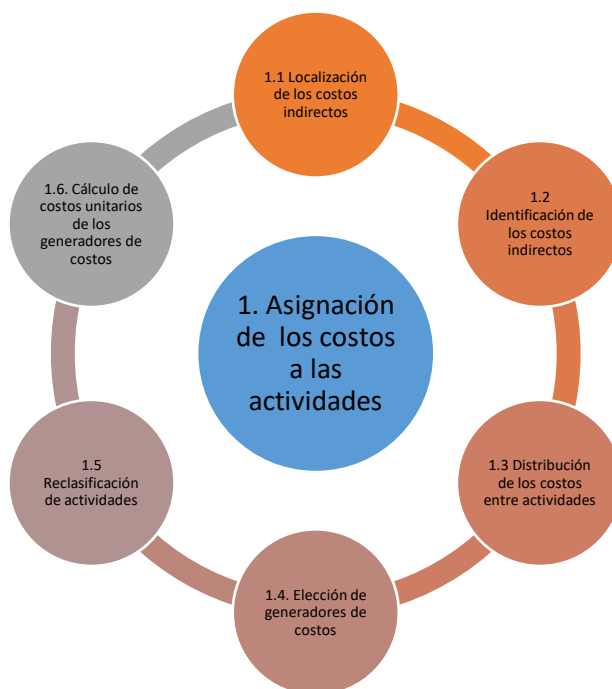 1.1 Localización
de los costos
indirectos
1.2
Identificación de
los costos
indirectos
1.3 Distribución
de los costos
entre actividades
1.4. Elección de
generadores de
costos
1.5
Reclasificación
de actividades
1.6. Cálculo de
costos unitarios
de los
generadores de
costos
1. Asignación
de los costos
a las
actividades